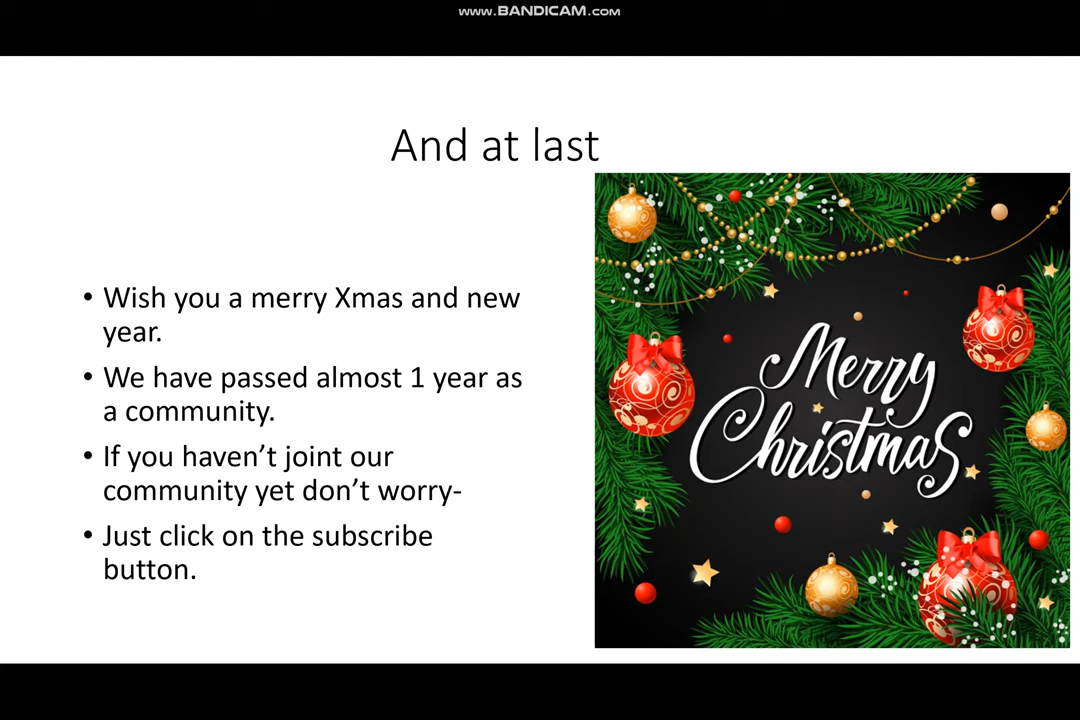 www.BANDICAM.com
And at last
• Wish you a merry Xmas and new
year.
• We have passed almost 1 year as
a community.
• If you haven’t joint our
community yet don’t worry-
• Just click on the subscribe
button.
Merry
Christmas